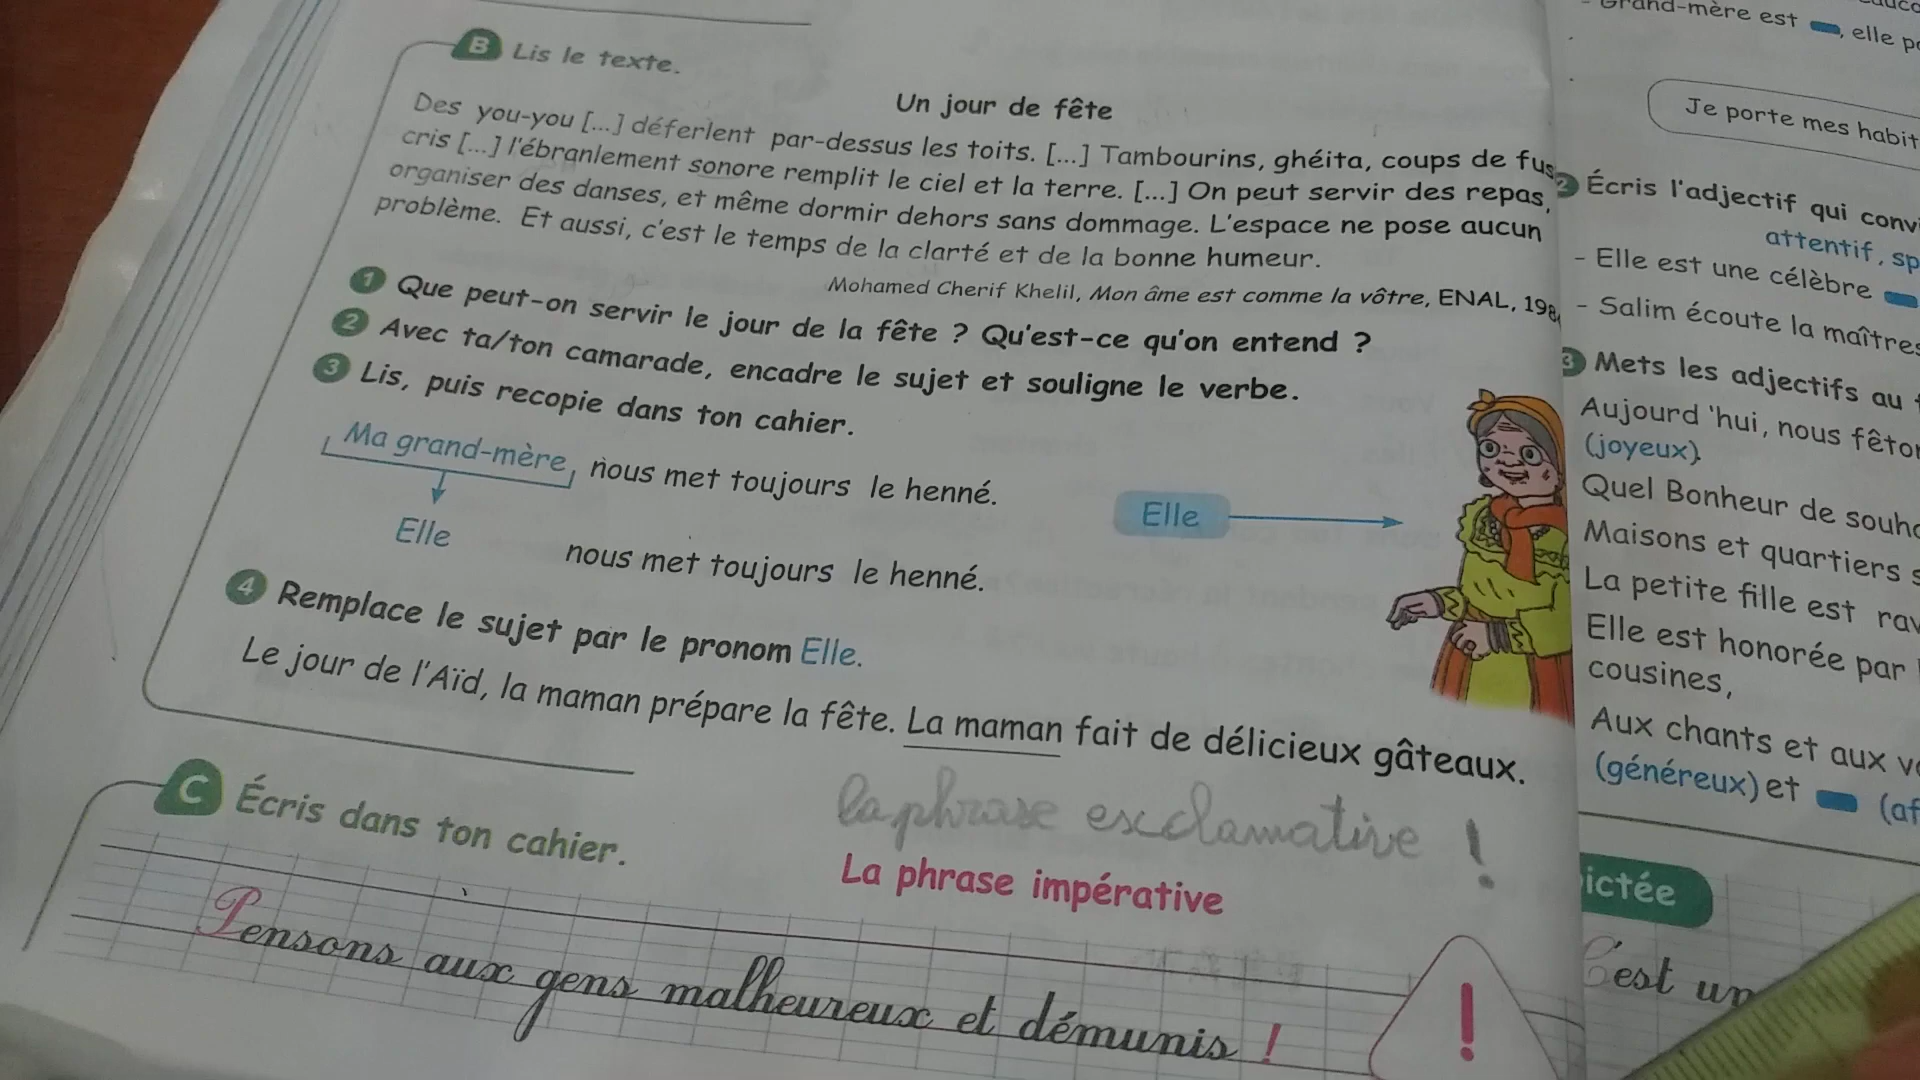 B Lis le texte.
Un jour de fête
Des you-you [...] déferlent par-dessus les toits. [...] Tambourins, ghéita, coups de fus
cris [...] l'ébranlement sonore remplit le ciel et la terre. [...] On peut servir des repas,
organiser des danses, et même dormir dehors sans dommage. L'espace ne pose aucun
problème. Et aussi, c'est le temps de la clarté et de la bonne humeur.
Mohamed Cherif Khelil, Mon âme est comme la vôtre, ENAL, 198
1 Que peut-on servir le jour de la fête ? Qu'est-ce qu'on entend ?
2 Avec ta/ton camarade, encadre le sujet et souligne le verbe.
3 Lis, puis recopie dans ton cahier.
Ma grand-mère, nous met toujours le henné.
Elle nous met toujours le henné.
Elle
4 Remplace le sujet par le pronom Elle.
Le jour de l'Aïd, la maman prépare la fête. La maman fait de délicieux gâteaux.
C Écris dans ton cahier.
la phrase exclamative !
La phrase impérative
Pensons aux gens malheureux et démunis !
!
Grand-mère est , elle
Je porte mes habit
2 Écris l'adjectif qui conv
attentif, sp
- Elle est une célèbre
- Salim écoute la maîtres
3 Mets les adjectifs au
Aujourd'hui, nous fêto
(joyeux)
Quel Bonheur de souh
Maisons et quartiers
La petite fille est rav
Elle est honorée par
cousines,
Aux chants et aux v
(généreux) et (af
ictée
C'est un